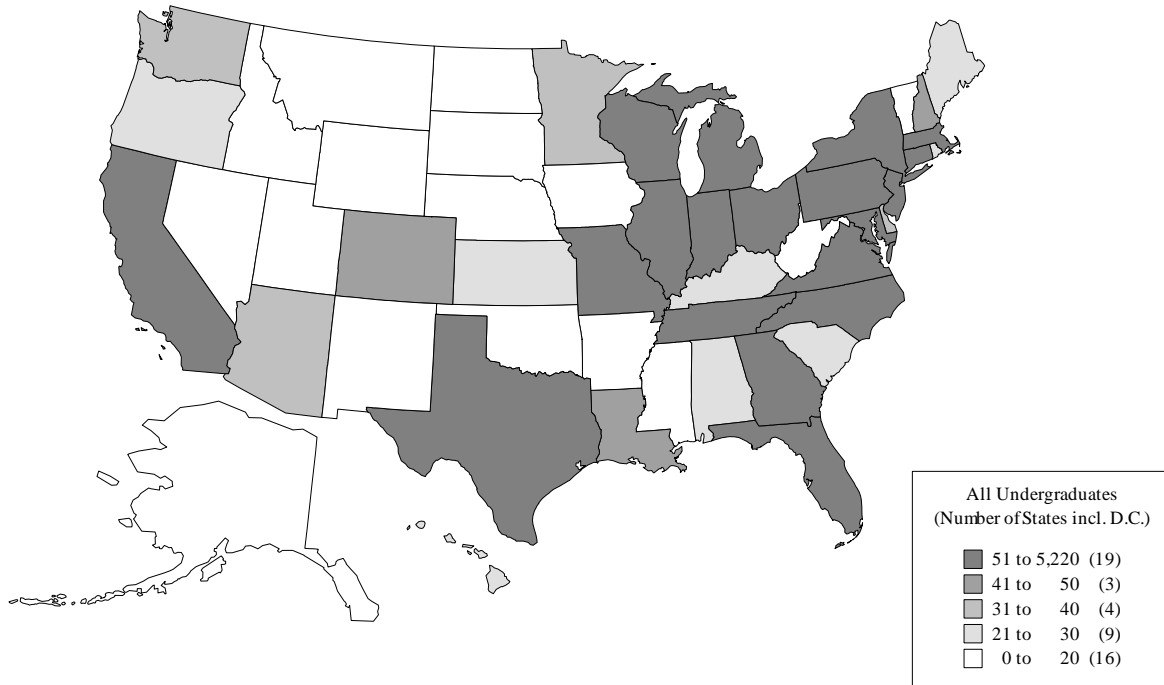 All Undergraduates
(Number of States incl. D.C.)
51 to 5,220 (19)
41 to 50 (3)
31 to 40 (4)
21 to 30 (9)
0 to 20 (16)